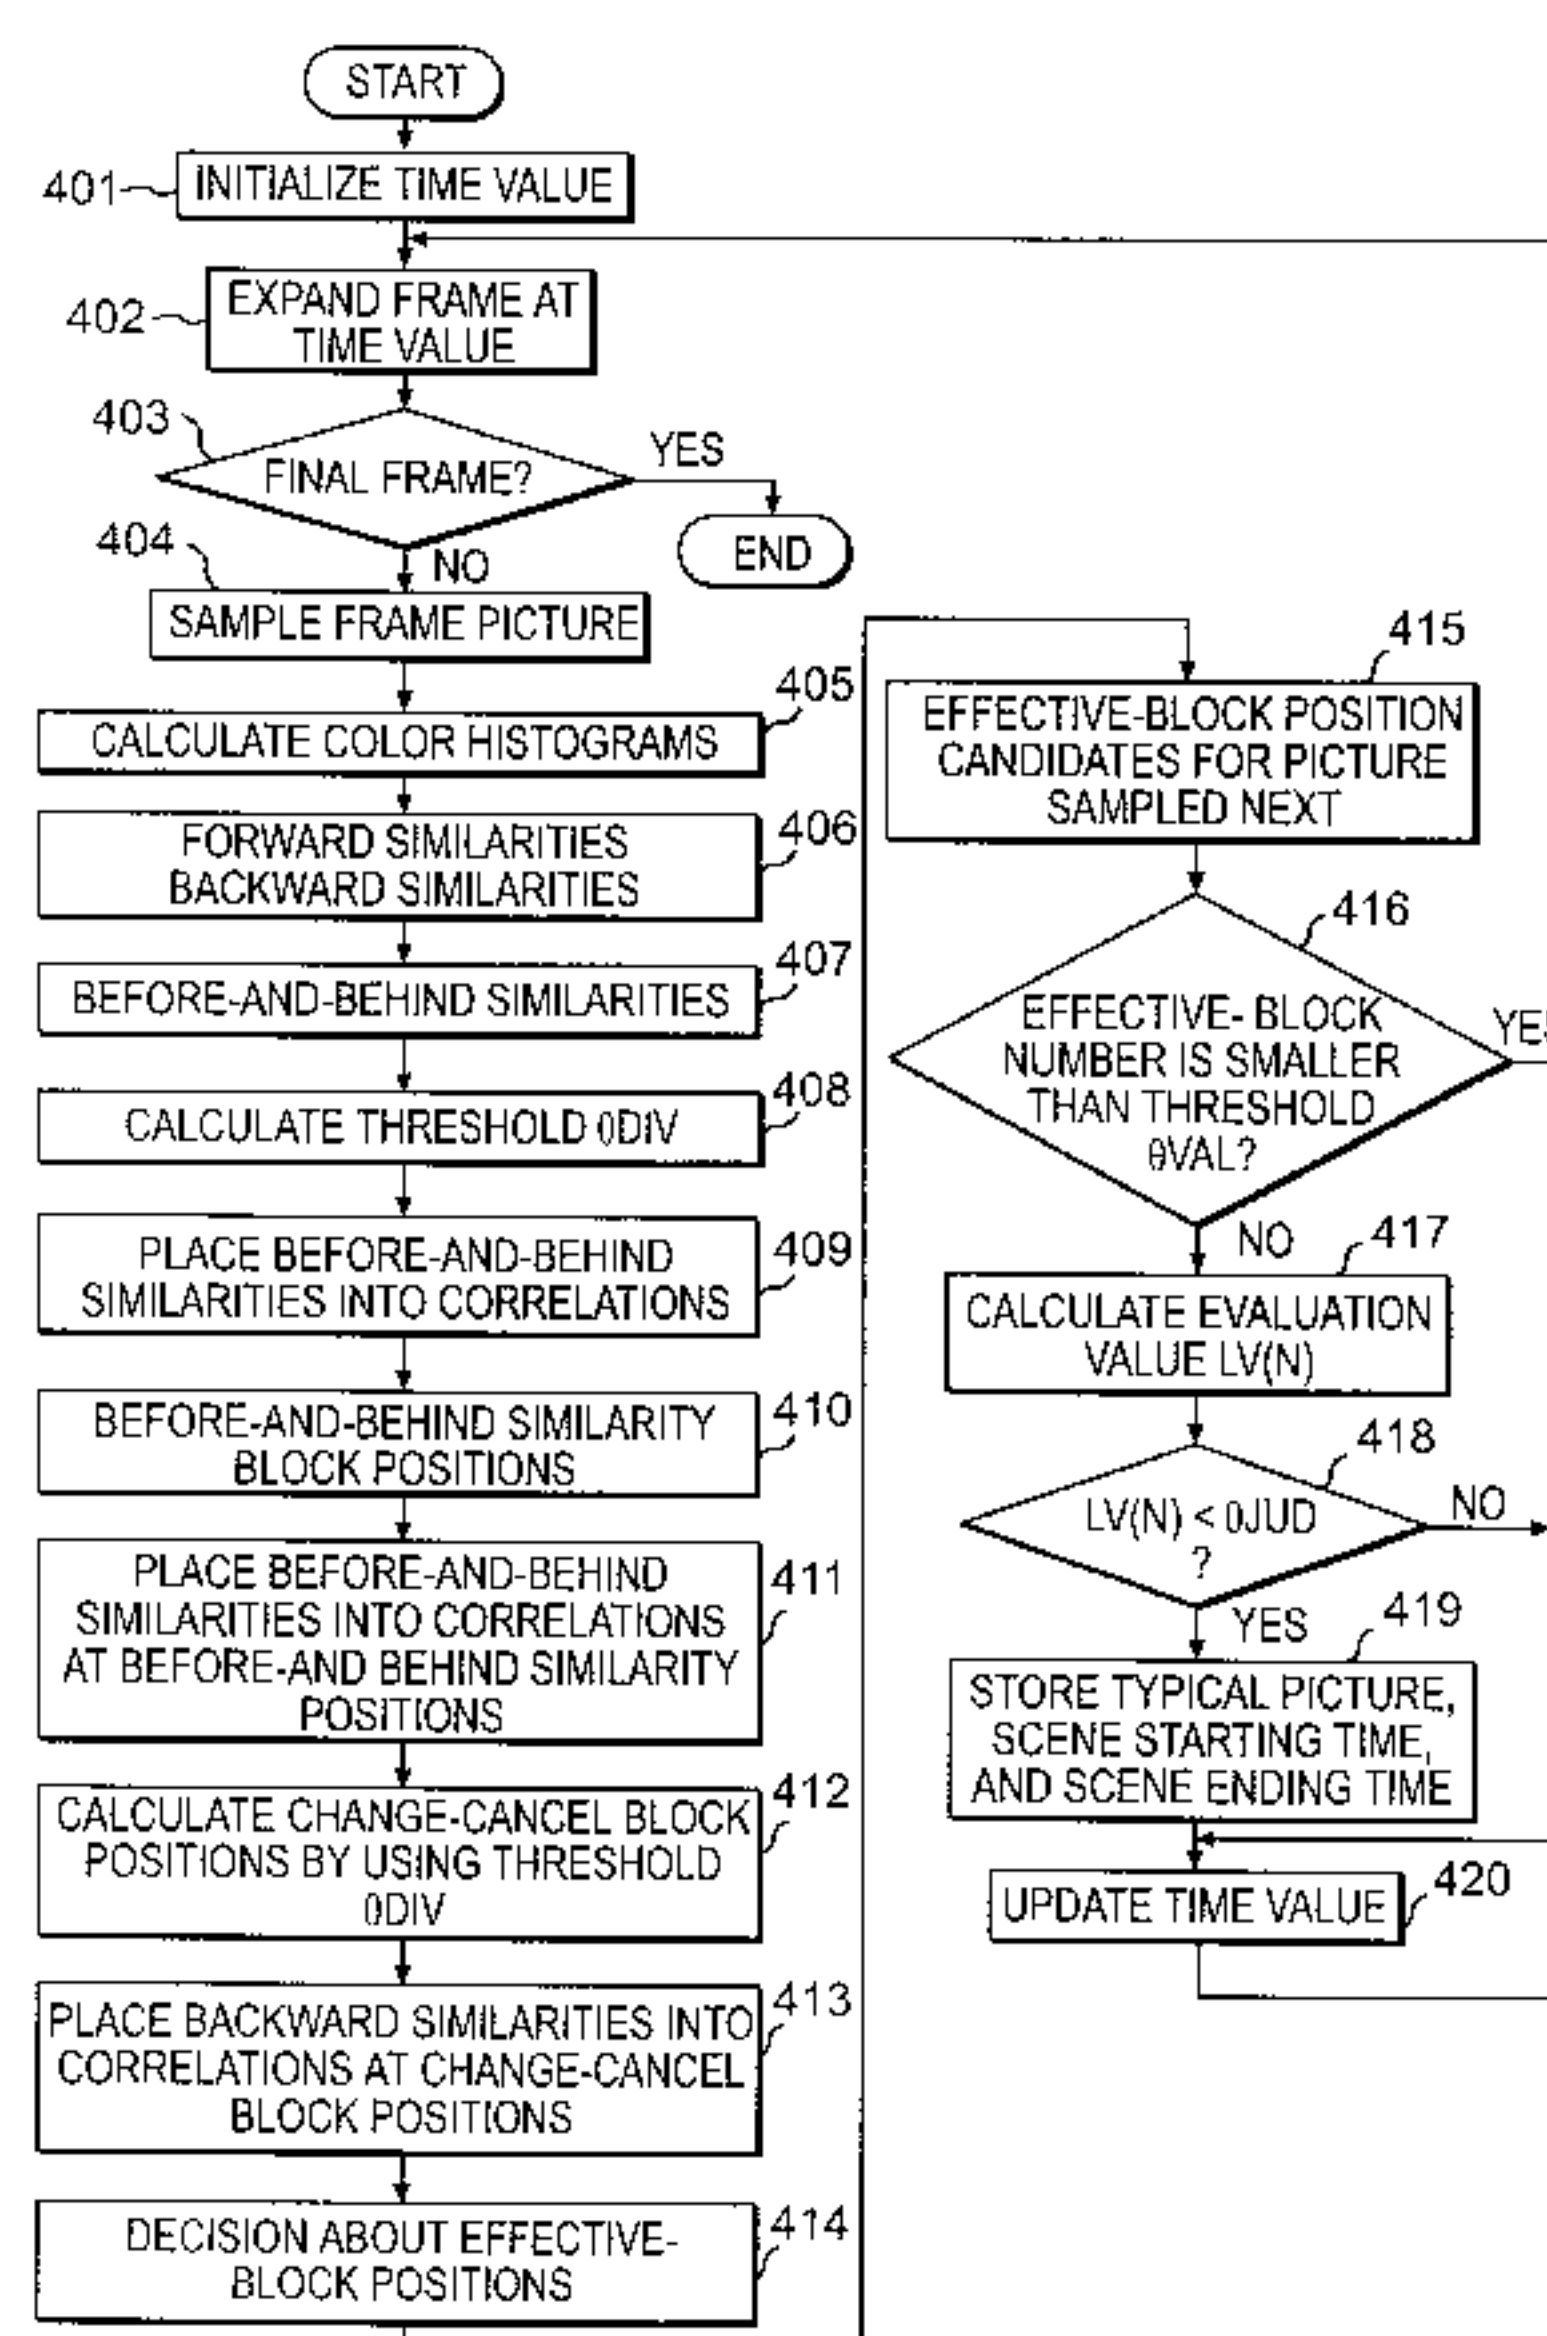 START
401
INITIALIZE TIME VALUE
402
EXPAND FRAME AT
TIME VALUE
403
FINAL FRAME?
YES
END
NO
404
SAMPLE FRAME PICTURE
405
CALCULATE COLOR HISTOGRAMS
406
FORWARD SIMILARITIES
BACKWARD SIMILARITIES
407
BEFORE-AND-BEHIND SIMILARITIES
408
CALCULATE THRESHOLD θDIV
409
PLACE BEFORE-AND-BEHIND
SIMILARITIES INTO CORRELATIONS
410
BEFORE-AND-BEHIND SIMILARITY
BLOCK POSITIONS
411
PLACE BEFORE-AND-BEHIND
SIMILARITIES INTO CORRELATIONS
AT BEFORE-AND BEHIND SIMILARITY
POSITIONS
412
CALCULATE CHANGE-CANCEL BLOCK
POSITIONS BY USING THRESHOLD
θDIV
413
PLACE BACKWARD SIMILARITIES INTO
CORRELATIONS AT CHANGE-CANCEL
BLOCK POSITIONS
414
DECISION ABOUT EFFECTIVE-
BLOCK POSITIONS
415
EFFECTIVE-BLOCK POSITION
CANDIDATES FOR PICTURE
SAMPLED NEXT
416
EFFECTIVE- BLOCK
NUMBER IS SMALLER
THAN THRESHOLD
θVAL?
YES
NO
417
CALCULATE EVALUATION
VALUE LV(N)
418
LV(N) < θJUD
?
NO
YES
419
STORE TYPICAL PICTURE,
SCENE STARTING TIME,
AND SCENE ENDING TIME
420
UPDATE TIME VALUE